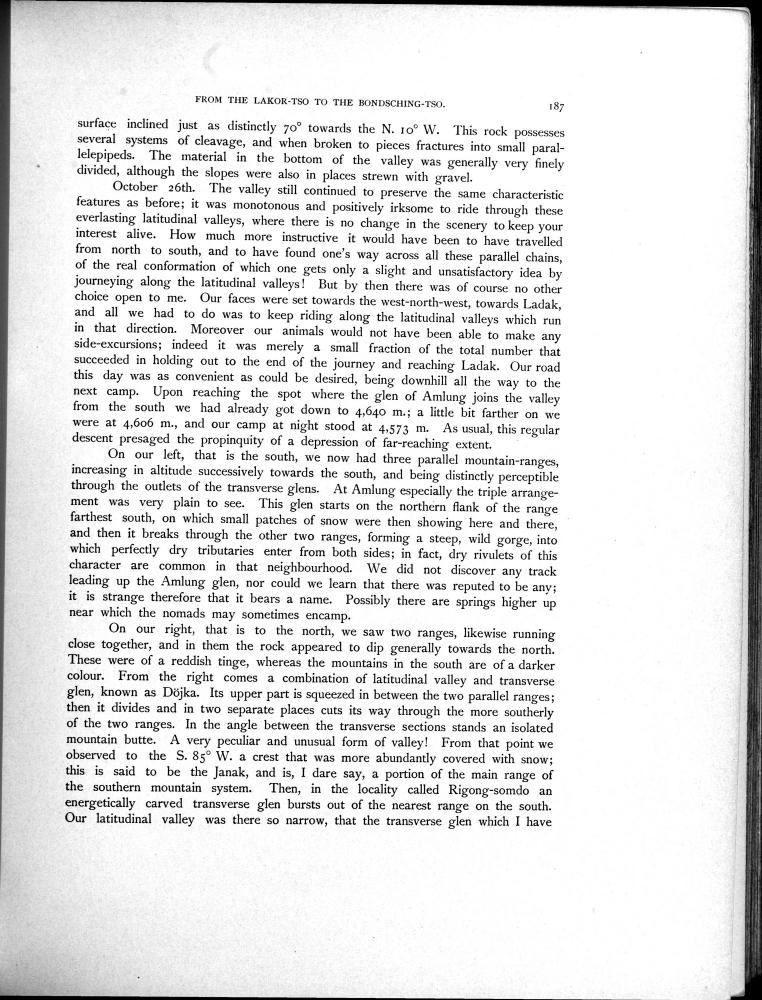 FROM THE LAKOR-TSO TO THE BONDSCHING-TSO.
187
surface inclined just as distinctly 70° towards the N. 10° W. This rock possesses
several systems of cleavage, and when broken to pieces fractures into small paral-
lelepipeds. The material in the bottom of the valley was generally very finely
divided, although the slopes were also in places strewn with gravel.
October 26th. The valley still continued to preserve the same characteristic
features as before; it was monotonous and positively irksome to ride through these
everlasting latitudinal valleys, where there is no change in the scenery to keep your
interest alive. How much more instructive it would have been to have travelled
from north to south, and to have found one's way across all these parallel chains,
of the real conformation of which one gets only a slight and unsatisfactory idea by
journeying along the latitudinal valleys! But by then there was of course no other
choice open to me. Our faces were set towards the west-north-west, towards Ladak,
and all we had to do was to keep riding along the latitudinal valleys which run
in that direction. Moreover our animals would not have been able to make any
side-excursions; indeed it was merely a small fraction of the total number that
succeeded in holding out to the end of the journey and reaching Ladak. Our road
this day was as convenient as could be desired, being downhill all the way to the
next camp. Upon reaching the spot where the glen of Amlung joins the valley
from the south we had already got down to 4,640 m.; a little bit farther on we
were at 4,606 m., and our camp at night stood at 4,573 m. As usual, this regular
descent presaged the propinquity of a depression of far-reaching extent.
On our left, that is the south, we now had three parallel mountain-ranges,
increasing in altitude successively towards the south, and being distinctly perceptible
through the outlets of the transverse glens. At Amlung especially the triple arrange-
ment was very plain to see. This glen starts on the northern flank of the range
farthest south, on which small patches of snow were then showing here and there,
and then it breaks through the other two ranges, forming a steep, wild gorge, into
which perfectly dry tributaries enter from both sides; in fact, dry rivulets of this
character are common in that neighbourhood. We did not discover any track
leading up the Amlung glen, nor could we learn that there was reputed to be any;
it is strange therefore that it bears a name. Possibly there are springs higher up
near which the nomads may sometimes encamp.
On our right, that is to the north, we saw two ranges, likewise running
close together, and in them the rock appeared to dip generally towards the north.
These were of a reddish tinge, whereas the mountains in the south are of a darker
colour. From the right comes a combination of latitudinal valley and transverse
glen, known as Döjka. Its upper part is squeezed in between the two parallel ranges;
then it divides and in two separate places cuts its way through the more southerly
of the two ranges. In the angle between the transverse sections stands an isolated
mountain butte. A very peculiar and unusual form of valley! From that point we
observed to the S. 85° W. a crest that was more abundantly covered with snow;
this is said to be the Janak, and is, I dare say, a portion of the main range of
the southern mountain system. Then, in the locality called Rigong-somdo an
energetically carved transverse glen bursts out of the nearest range on the south.
Our latitudinal valley was there so narrow, that the transverse glen which I have